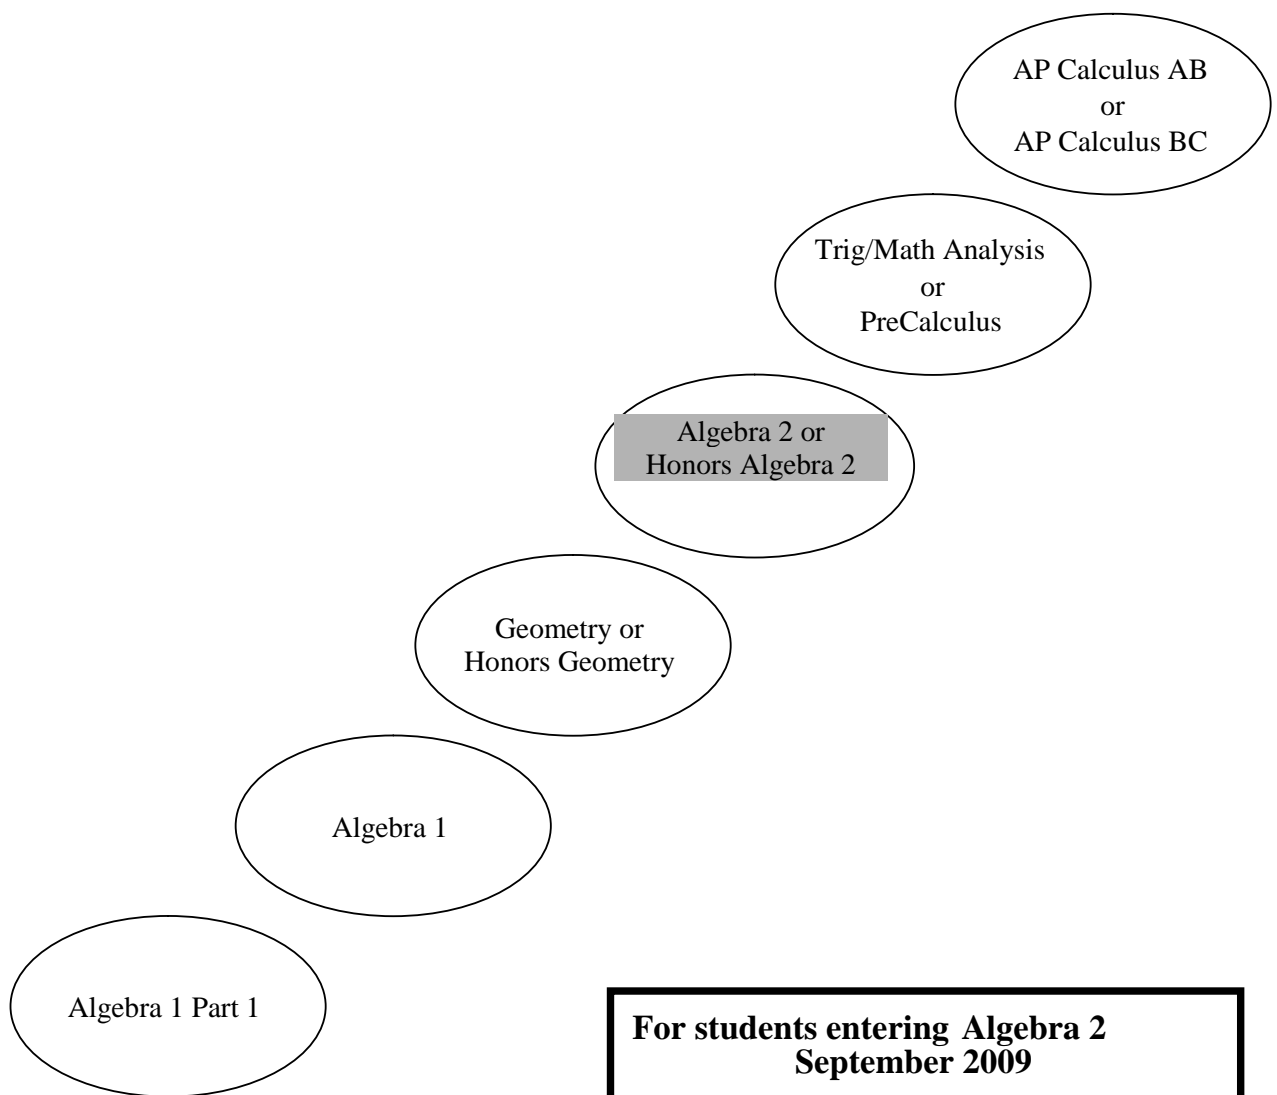 AP Calculus AB
or
AP Calculus BC
Trig/Math Analysis
or
PreCalculus
Algebra 2 or
Honors Algebra 2
Geometry or
Honors Geometry
Algebra 1
Algebra 1 Part 1
For students entering Algebra 2
September 2009